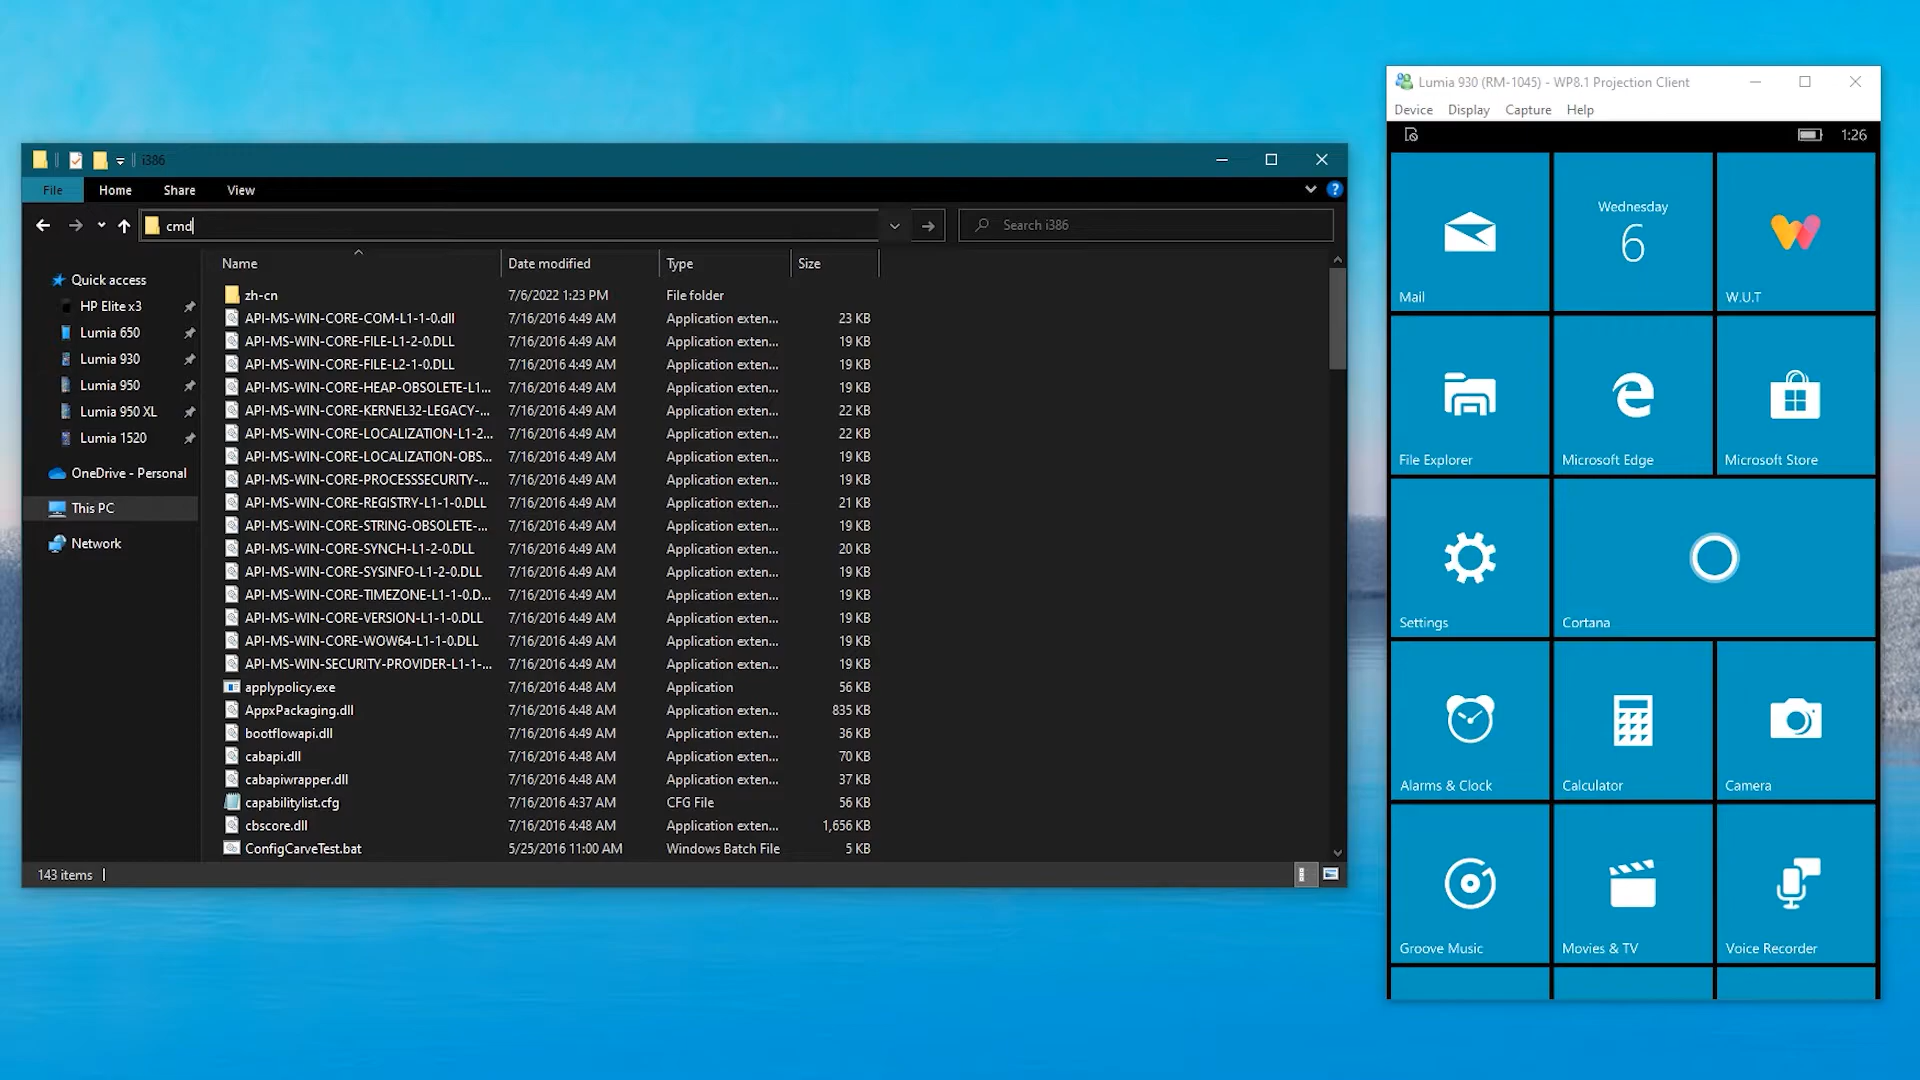 i386
File
Home
Share
View
cmd
Search i386
Quick access
HP Elite x3
Lumia 650
Lumia 930
Lumia 950
Lumia 950 XL
Lumia 1520
OneDrive - Personal
This PC
Network
Name Date modified Type Size
zh-cn 7/6/2022 1:23 PM File folder
API-MS-WIN-CORE-COM-L1-1-0.dll 7/16/2016 4:49 AM Application exten... 23 KB
API-MS-WIN-CORE-FILE-L1-2-0.DLL 7/16/2016 4:49 AM Application exten... 19 KB
API-MS-WIN-CORE-FILE-L2-1-0.DLL 7/16/2016 4:49 AM Application exten... 19 KB
API-MS-WIN-CORE-HEAP-OBSOLETE-L1... 7/16/2016 4:49 AM Application exten... 19 KB
API-MS-WIN-CORE-KERNEL32-LEGACY-... 7/16/2016 4:49 AM Application exten... 22 KB
API-MS-WIN-CORE-LOCALIZATION-L1-2... 7/16/2016 4:49 AM Application exten... 22 KB
API-MS-WIN-CORE-LOCALIZATION-OBS... 7/16/2016 4:49 AM Application exten... 19 KB
API-MS-WIN-CORE-PROCESSSECURITY-... 7/16/2016 4:49 AM Application exten... 19 KB
API-MS-WIN-CORE-REGISTRY-L1-1-0.DLL 7/16/2016 4:49 AM Application exten... 21 KB
API-MS-WIN-CORE-STRING-OBSOLETE-... 7/16/2016 4:49 AM Application exten... 19 KB
API-MS-WIN-CORE-SYNCH-L1-2-0.DLL 7/16/2016 4:49 AM Application exten... 20 KB
API-MS-WIN-CORE-SYSINFO-L1-2-0.DLL 7/16/2016 4:49 AM Application exten... 19 KB
API-MS-WIN-CORE-TIMEZONE-L1-1-0.D... 7/16/2016 4:49 AM Application exten... 19 KB
API-MS-WIN-CORE-VERSION-L1-1-0.DLL 7/16/2016 4:49 AM Application exten... 19 KB
API-MS-WIN-CORE-WOW64-L1-1-0.DLL 7/16/2016 4:49 AM Application exten... 19 KB
API-MS-WIN-SECURITY-PROVIDER-L1-1-... 7/16/2016 4:49 AM Application exten... 19 KB
applypolicy.exe 7/16/2016 4:48 AM Application 56 KB
AppxPackaging.dll 7/16/2016 4:48 AM Application exten... 835 KB
bootflowapi.dll 7/16/2016 4:49 AM Application exten... 36 KB
cabapi.dll 7/16/2016 4:48 AM Application exten... 70 KB
cabapiwrapper.dll 7/16/2016 4:48 AM Application exten... 37 KB
capabilitylist.cfg 7/16/2016 4:37 AM CFG File 56 KB
cbscore.dll 7/16/2016 4:48 AM Application exten... 1,656 KB
ConfigCarveTest.bat 5/25/2016 11:00 AM Windows Batch File 5 KB
143 items
Lumia 930 (RM-1045) - WP8.1 Projection Client
Device Display Capture Help
1:26
Wednesday
6
Mail
W.U.T
File Explorer
Microsoft Edge
Microsoft Store
Settings
Cortana
Alarms & Clock
Calculator
Camera
Groove Music
Movies & TV
Voice Recorder